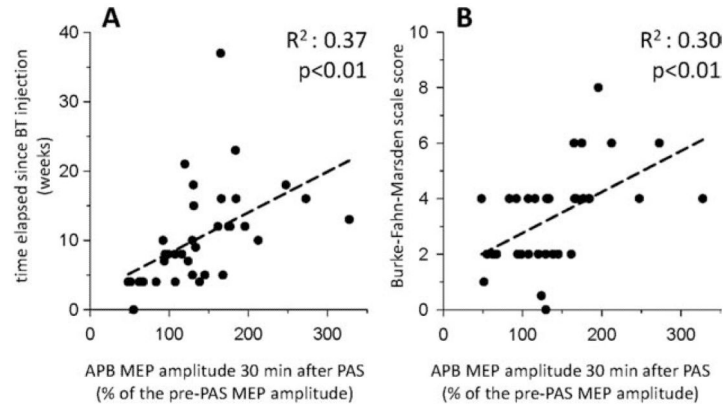 A
R² : 0.37
p<0.01
40
30
20
10
0
time elapsed since BT injection
(weeks)
0 100 200 300
APB MEP amplitude 30 min after PAS
(% of the pre-PAS MEP amplitude)
B
R² : 0.30
p<0.01
10
8
6
4
2
0
Burke-Fahn-Marsden scale score
0 100 200 300
APB MEP amplitude 30 min after PAS
(% of the pre-PAS MEP amplitude)